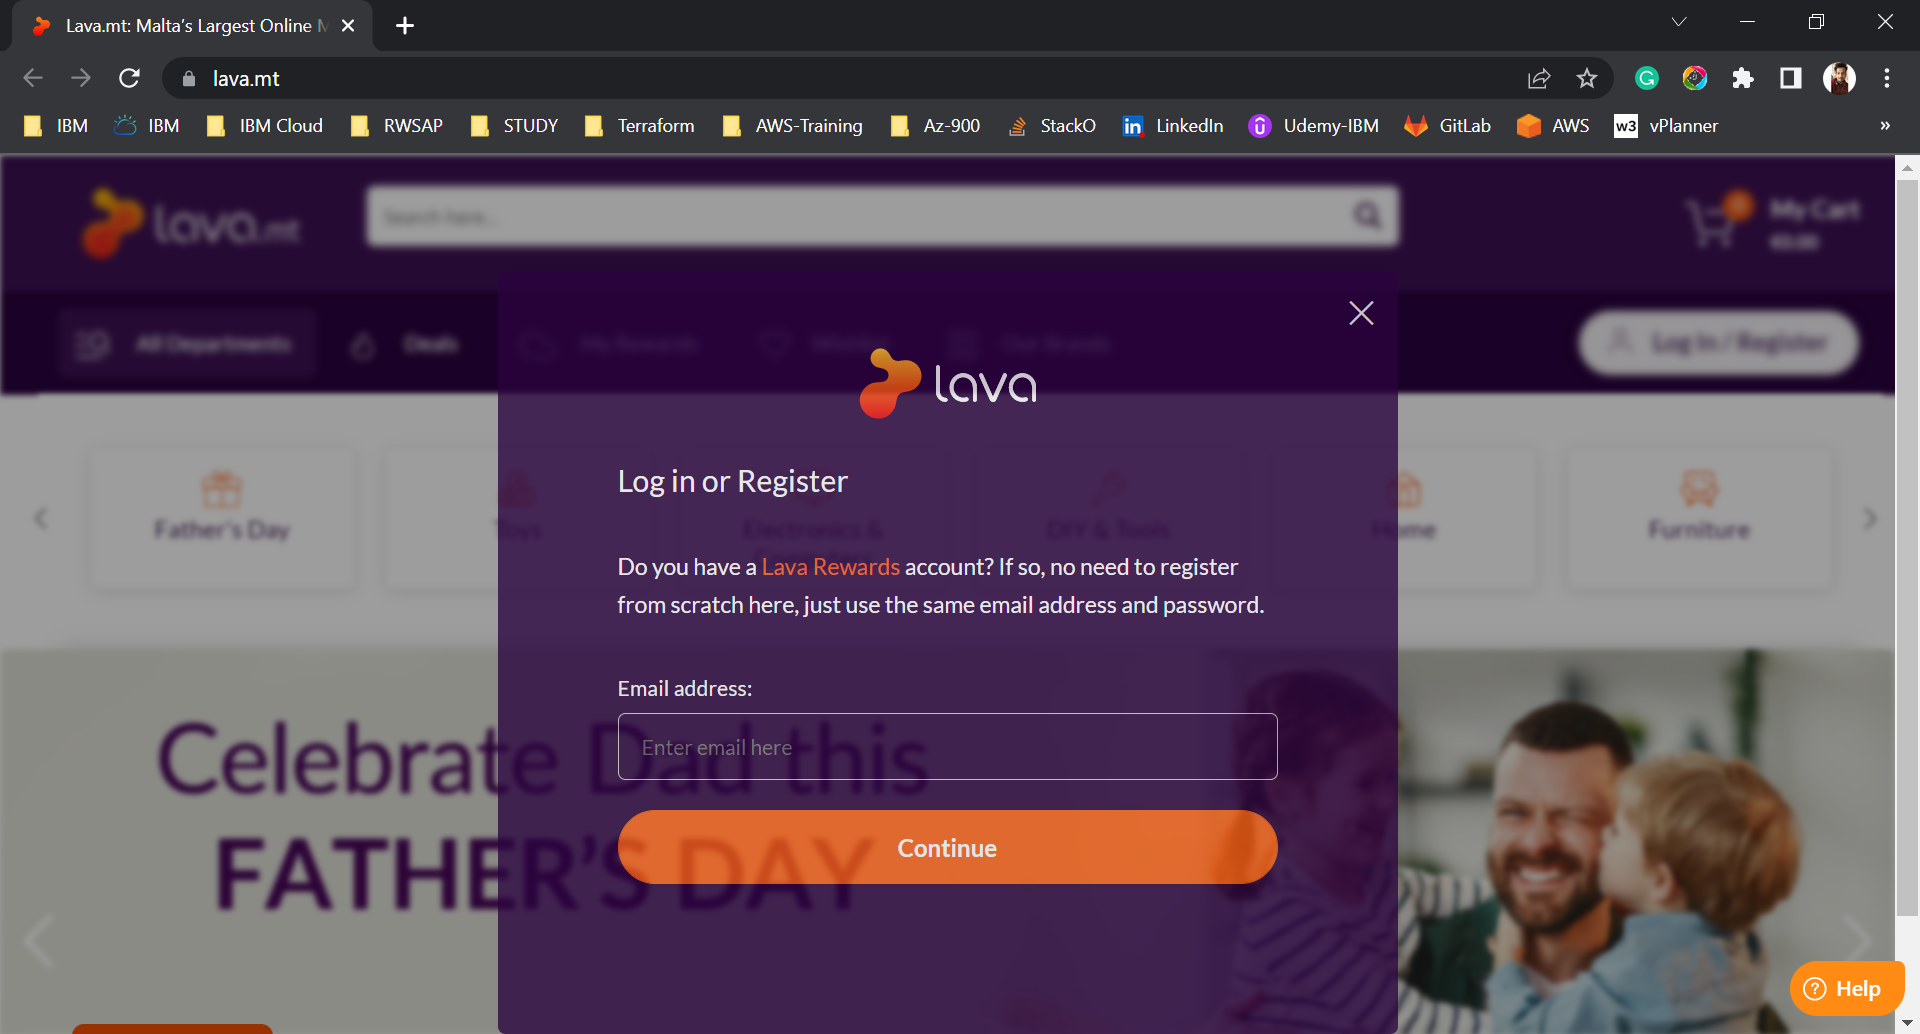 Lava.mt: Malta's Largest Online M
lava.mt
IBM
IBM
IBM Cloud
RWSAP
STUDY
Terraform
AWS-Training
Az-900
StackO
LinkedIn
Udemy-IBM
GitLab
AWS
w3
vPlanner
»
lava.mt
Search here...
My Cart
€0.00
All Departments
Deals
My Rewards
Wishlist
Our Brands
Log In / Register
lava
Father's Day
Toys
Electronics &
Computers
DIY & Tools
Home
Furniture
Log in or Register
Do you have a Lava Rewards account? If so, no need to register
from scratch here, just use the same email address and password.
Email address:
Enter email here
Continue
Celebrate Dad this
FATHER'S DAY
Help